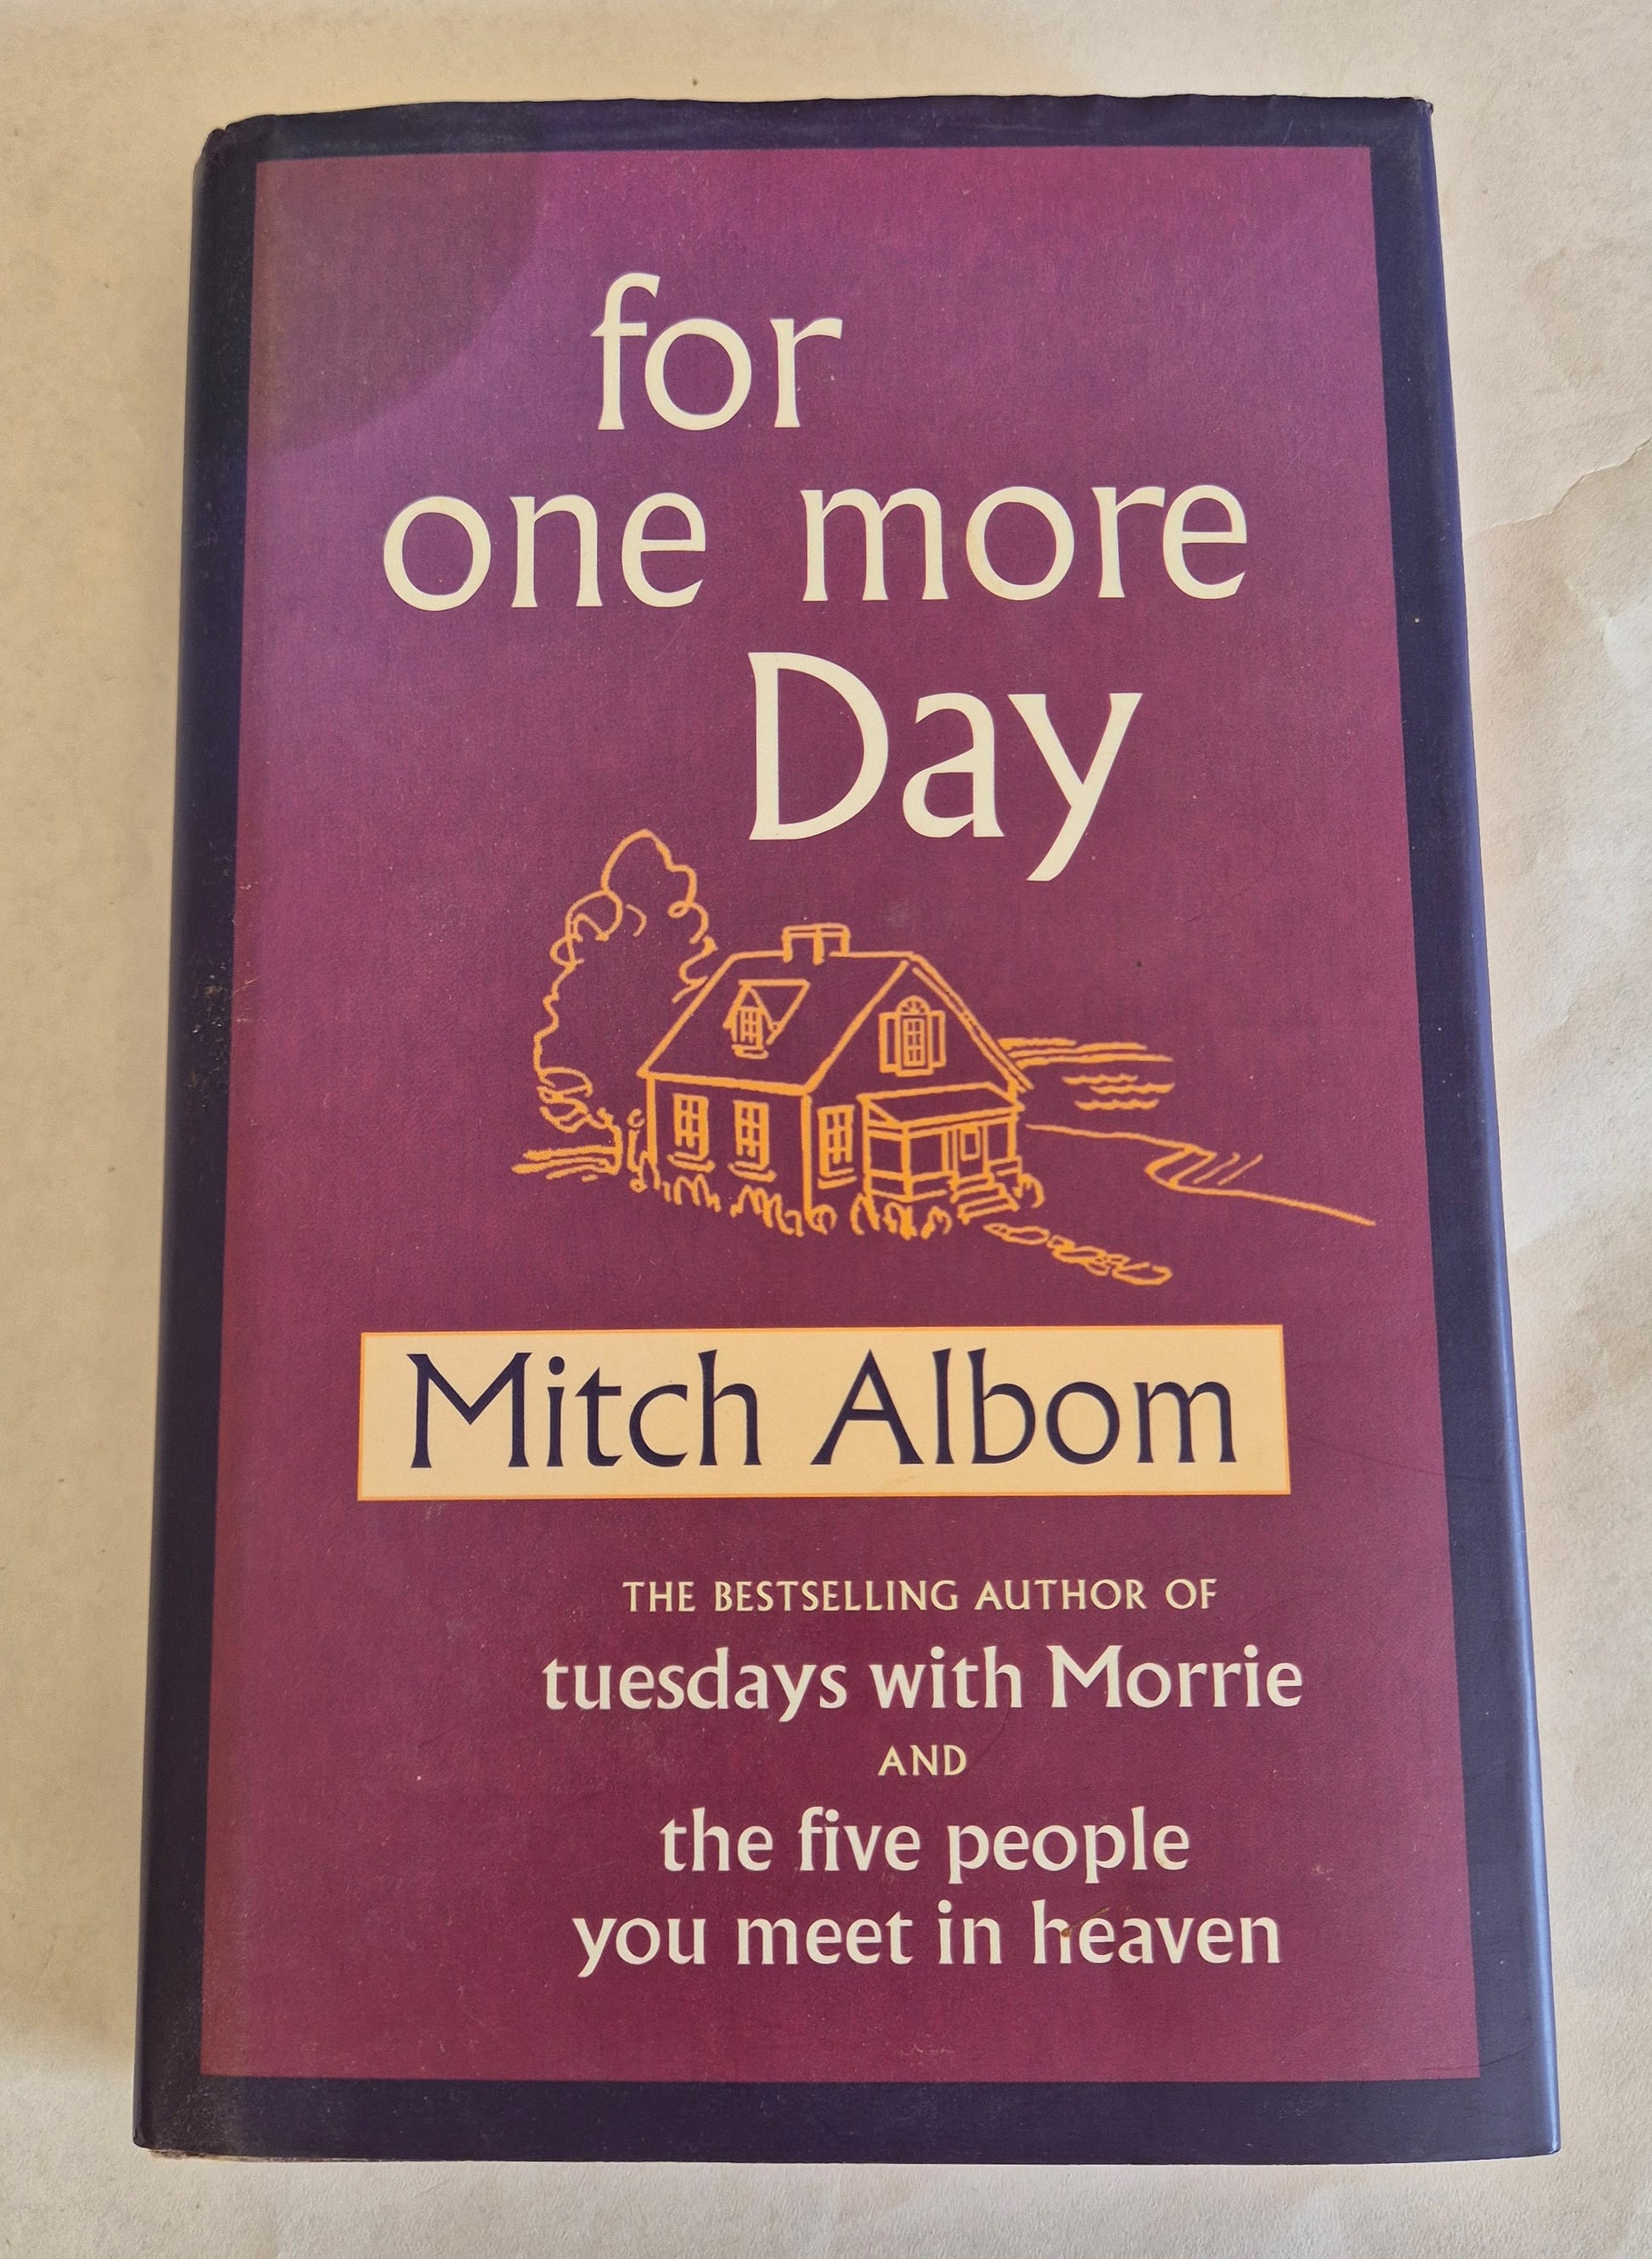 for
one more
Day
Mitch Albom
THE BESTSELLING AUTHOR OF
tuesdays with Morrie
AND
the five people
you meet in heaven